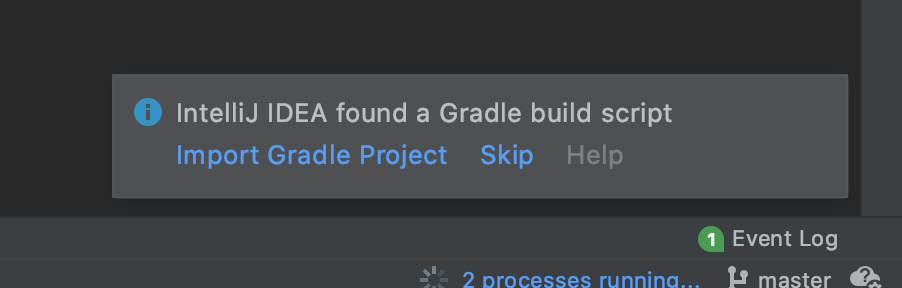 IntelliJ IDEA found a Gradle build script
Import Gradle Project Skip Help
1 Event Log
2 processes running... master